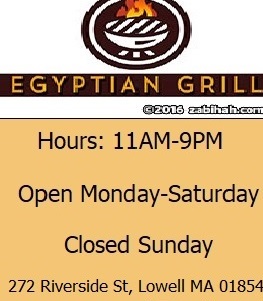 EGYPTIAN GRILL
©2016 zabihah.com
Hours: 11AM-9PM
Open Monday-Saturday
Closed Sunday
272 Riverside St, Lowell MA 01854